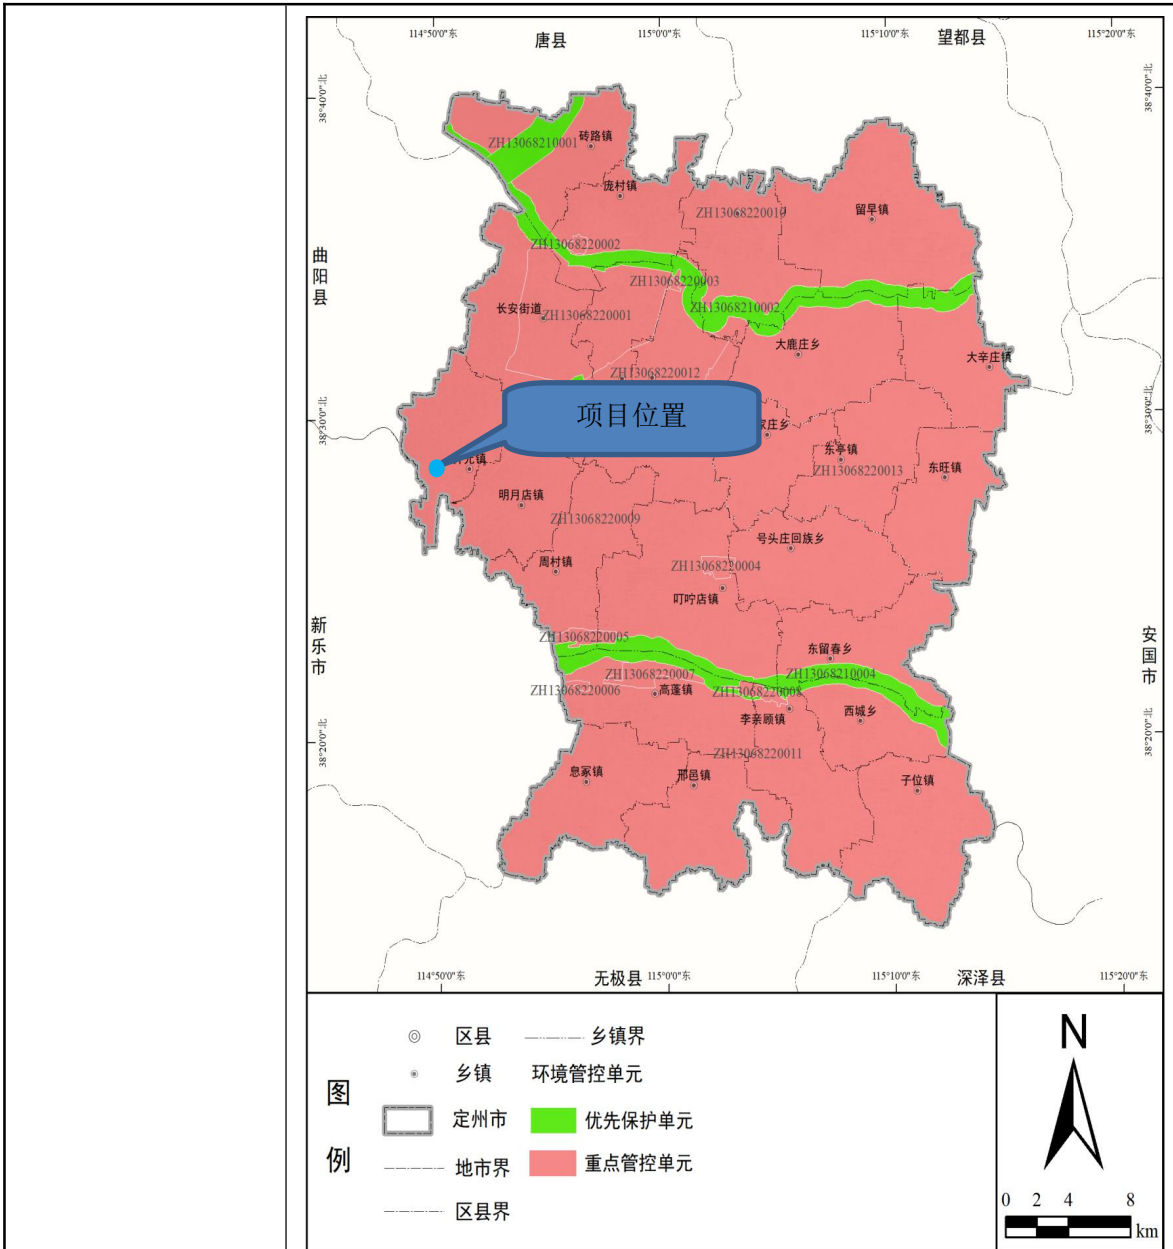 114°50'0"东
115°0'0"东
115°10'0"东
115°20'0"东
唐县
望都县
38°40'0"北
38°40'0"北
ZH13068210001
砖路镇
庞村镇
ZH13068220010
留早镇
曲阳县
ZH13068220002
ZH13068220003
长安街道
ZH13068220001
ZH13068210002
大鹿庄乡
大辛庄镇
ZH13068220012
项目位置
家庄乡
38°30'0"北
38°30'0"北
元镇
东亭镇
ZH13068220013
东旺镇
明月店镇
ZH13068220009
号头庄回族乡
周村镇
ZH13068220004
叮咛店镇
新乐市
安国市
ZH13068220005
东留春乡
ZH13068220007
ZH13068210004
ZH13068220006
高蓬镇
ZH13068220008
李亲顾镇
西城乡
38°20'0"北
38°20'0"北
ZH13068220011
息冢镇
邢邑镇
子位镇
无极县
深泽县
114°50'0"东
115°0'0"东
115°10'0"东
115°20'0"东
图例
区县
乡镇界
乡镇
环境管控单元
定州市
优先保护单元
地市界
重点管控单元
区县界
N
0 2 4 8
km